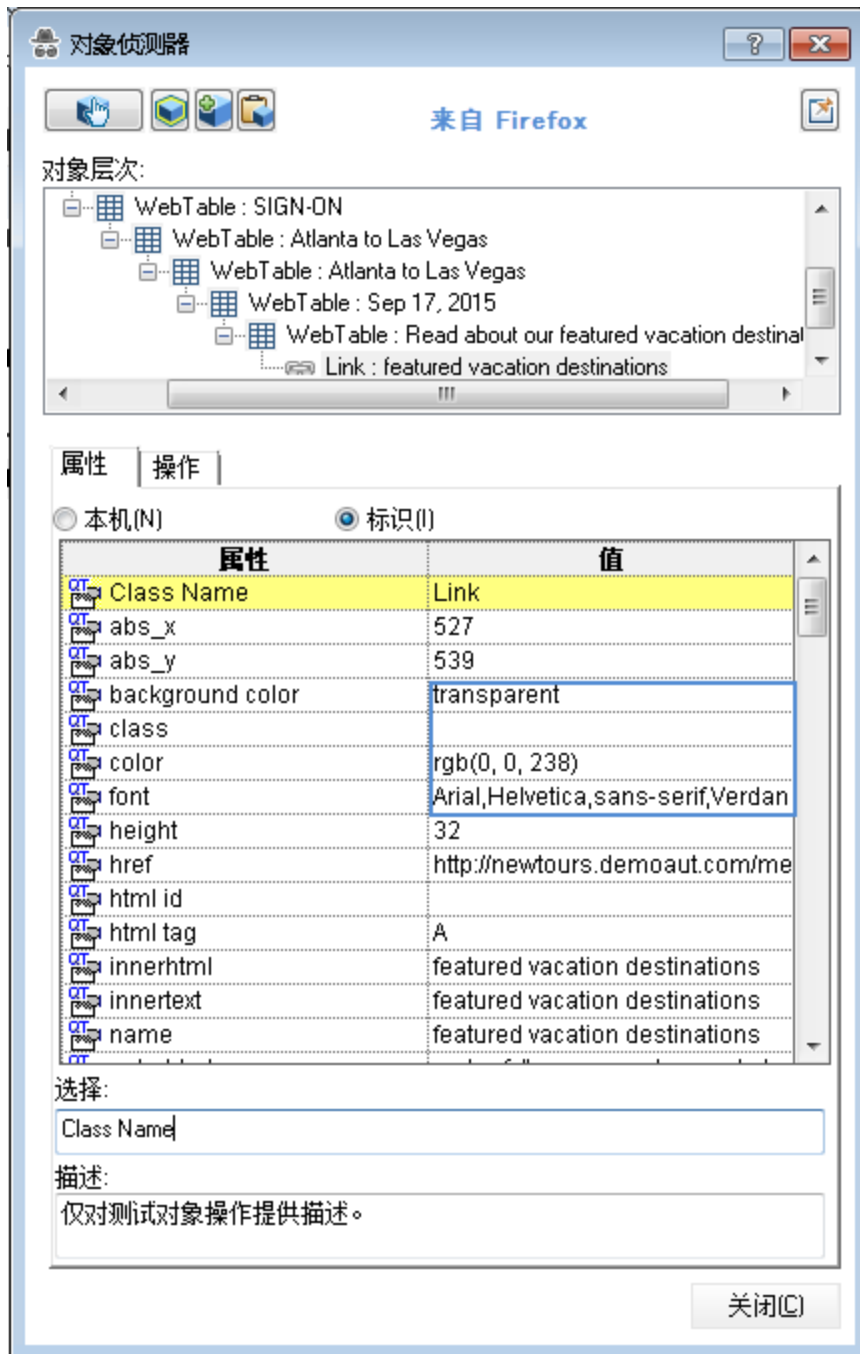 对象侦测器
来自 Firefox
对象层次:
WebTable : SIGN-ON
WebTable : Atlanta to Las Vegas
WebTable : Atlanta to Las Vegas
WebTable : Sep 17, 2015
WebTable : Read about our featured vacation destinat
Link : featured vacation destinations
属性 操作
本机(N) 标识(I)
属性 值
Class Name Link
abs_x 527
abs_y 539
background color transparent
class
color rgb(0, 0, 238)
font Arial,Helvetica,sans-serif,Verdan
height 32
href http://newtours.demoaut.com/me
html id
html tag A
innerhtml featured vacation destinations
innertext featured vacation destinations
name featured vacation destinations
选择:
Class Name
描述:
仅对测试对象操作提供描述。
关闭(C)